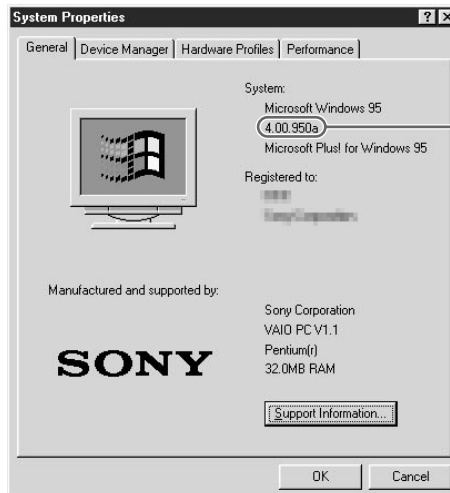 System Properties
General Device Manager Hardware Profiles Performance
System:
Microsoft Windows 95
4.00.950a
Microsoft Plus! for Windows 95
Registered to:
Manufactured and supported by:
SONY
Sony Corporation
VAIO PC V1.1
Pentium(r)
32.0MB RAM
Support Information...
OK Cancel